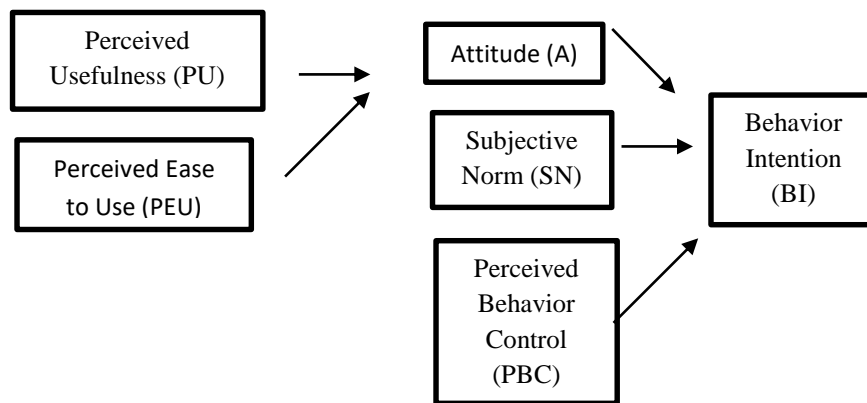 Perceived
Usefulness (PU)
Perceived Ease
to Use (PEU)
Attitude (A)
Subjective
Norm (SN)
Perceived
Behavior
Control
(PBC)
Behavior
Intention
(BI)